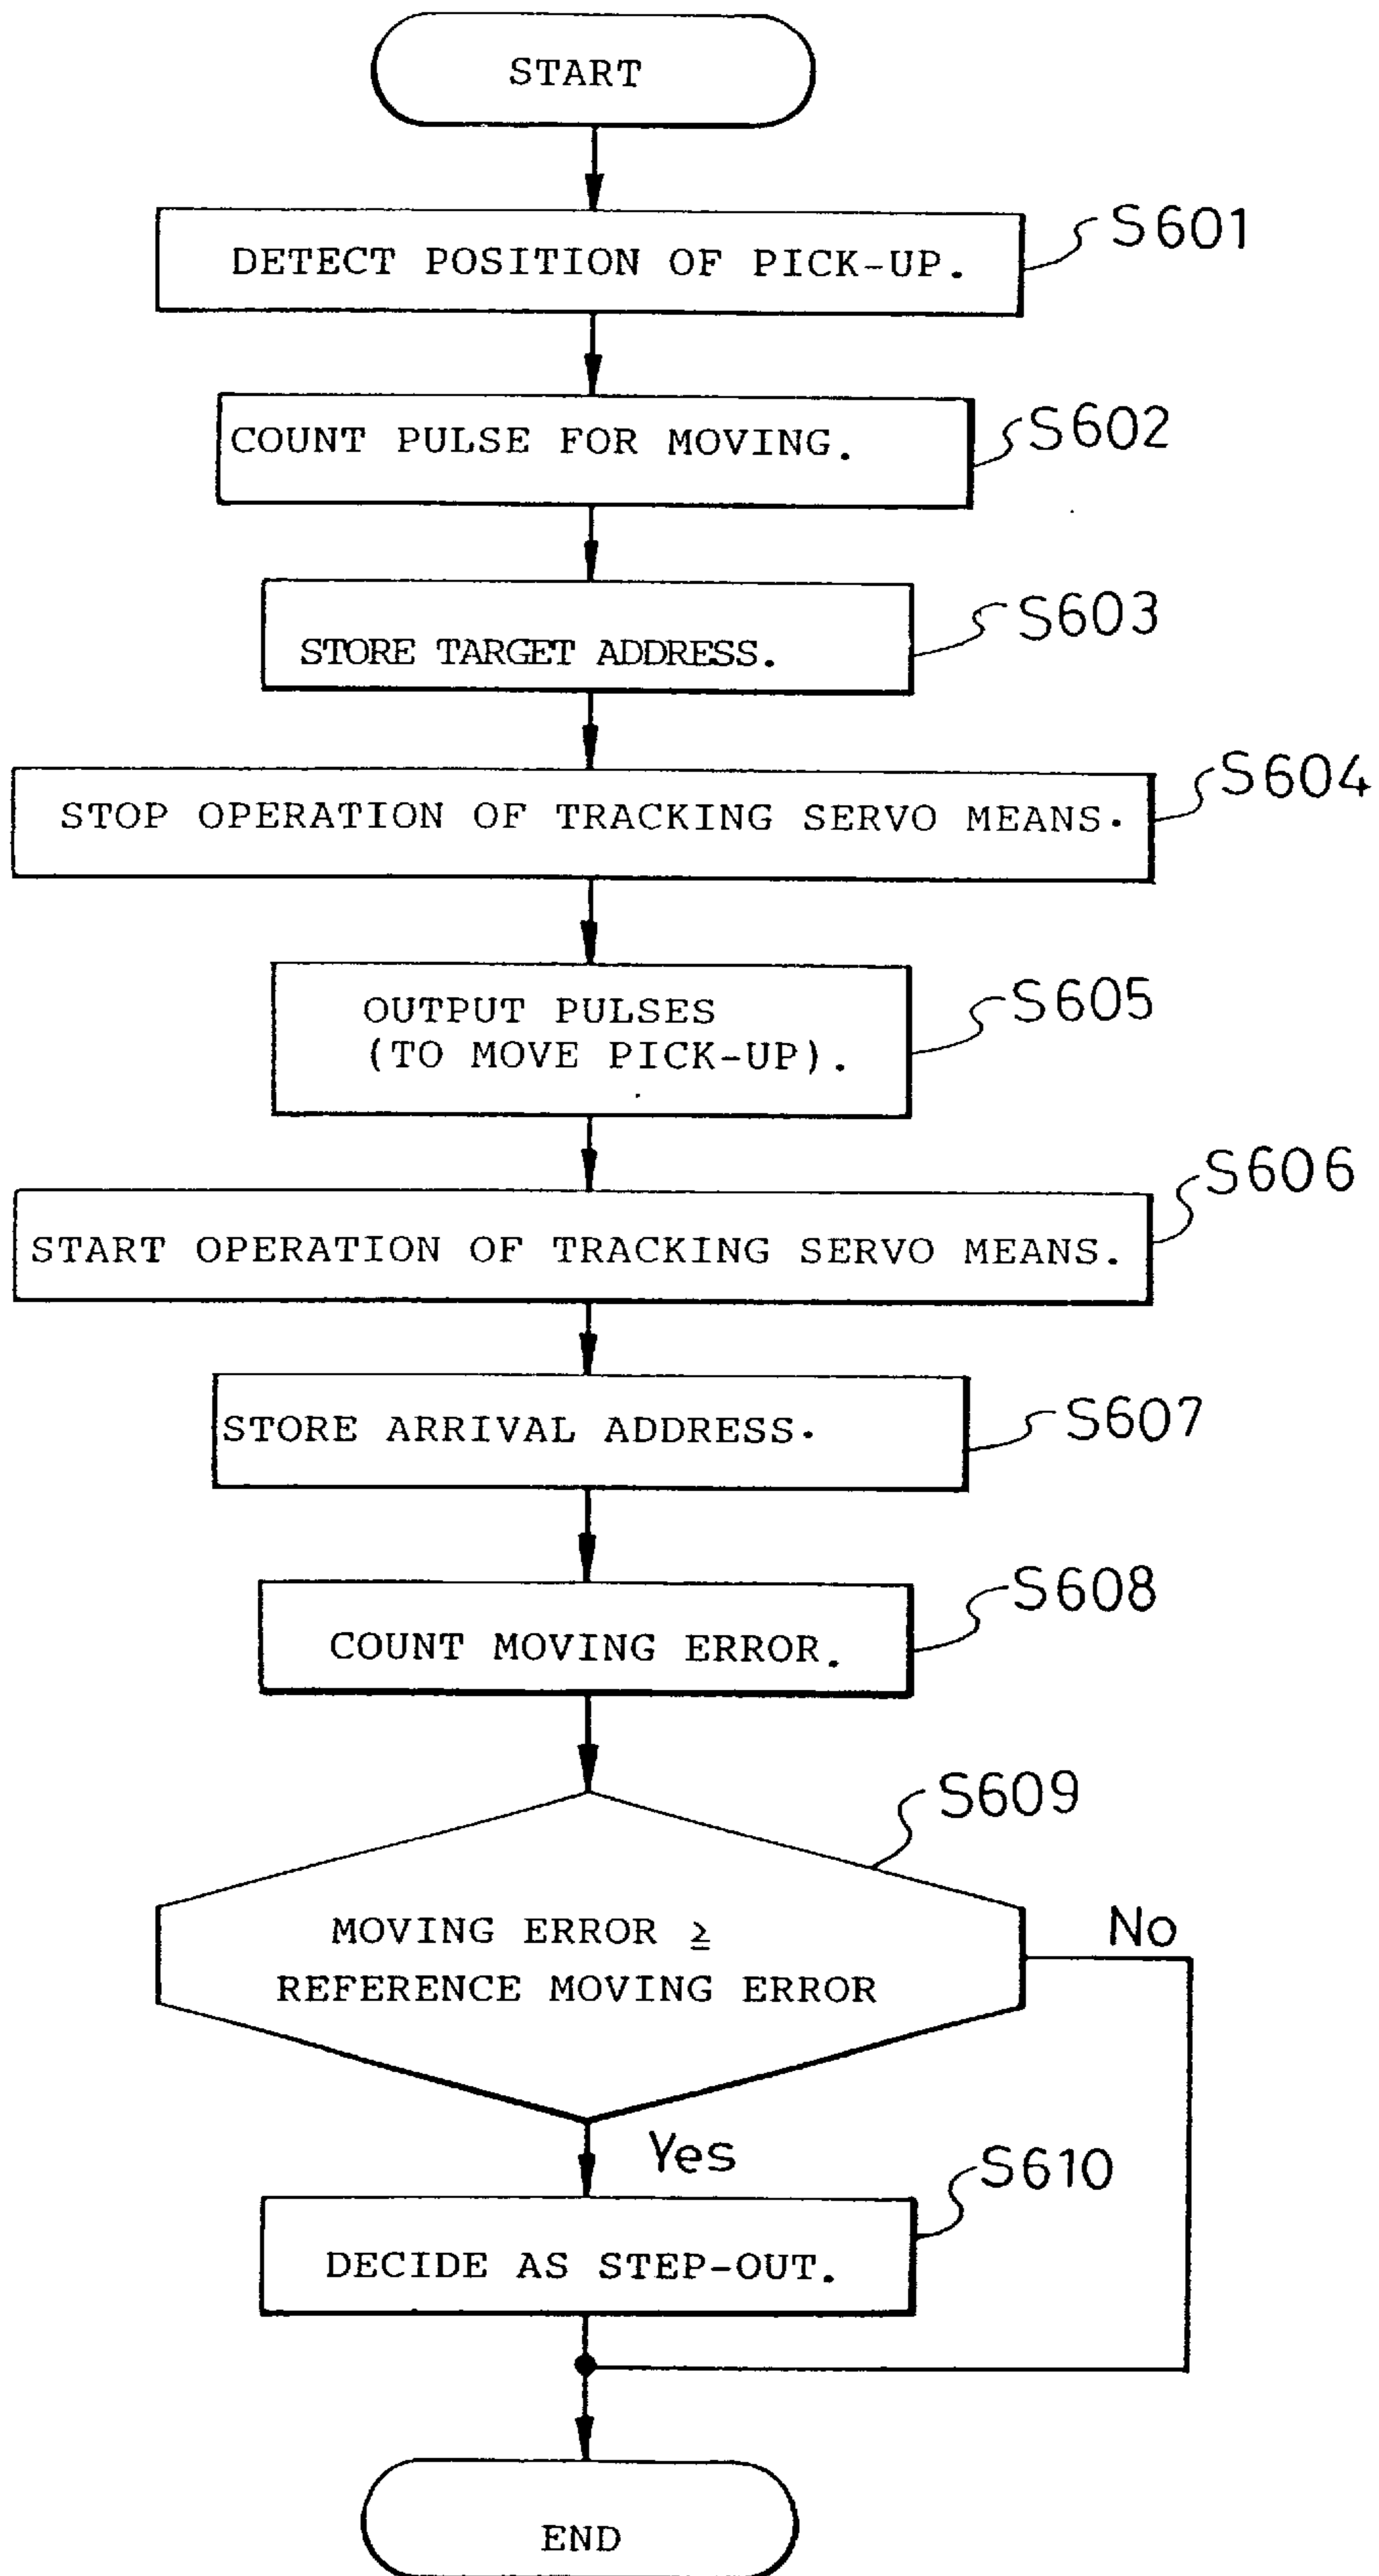 START
DETECT POSITION OF PICK-UP.
S601
COUNT PULSE FOR MOVING.
S602
STORE TARGET ADDRESS.
S603
STOP OPERATION OF TRACKING SERVO MEANS.
S604
OUTPUT PULSES
(TO MOVE PICK-UP).
S605
START OPERATION OF TRACKING SERVO MEANS.
S606
STORE ARRIVAL ADDRESS.
S607
COUNT MOVING ERROR.
S608
S609
MOVING ERROR ≥
REFERENCE MOVING ERROR
No
Yes
DECIDE AS STEP-OUT.
S610
END